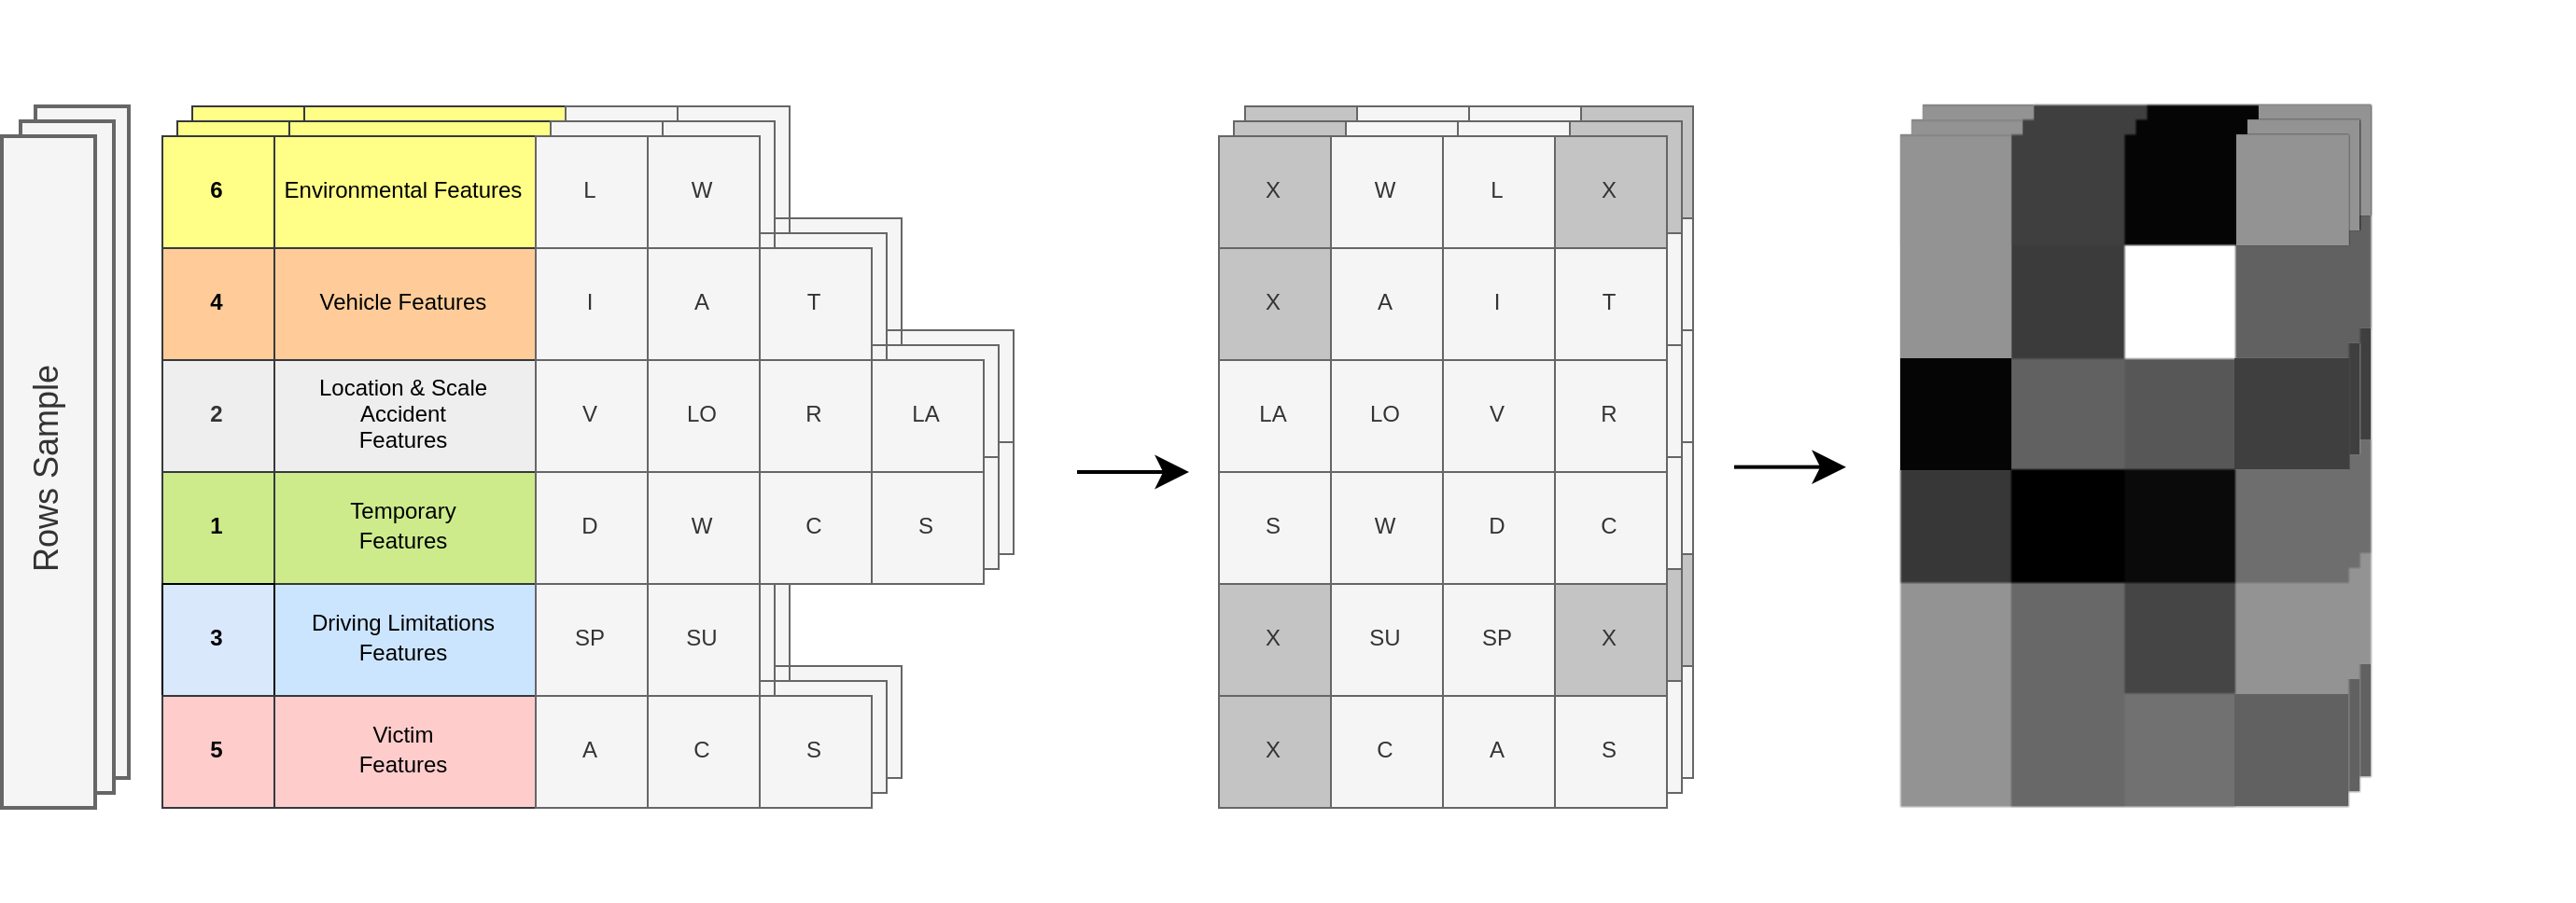 Rows Sample
6 Environmental Features L W
4 Vehicle Features I A T
2 Location & Scale
Accident
Features V LO R LA
1 Temporary
Features D W C S
3 Driving Limitations
Features SP SU
5 Victim
Features A C S
X W L X
X A I T
LA LO V R
S W D C
X SU SP X
X C A S